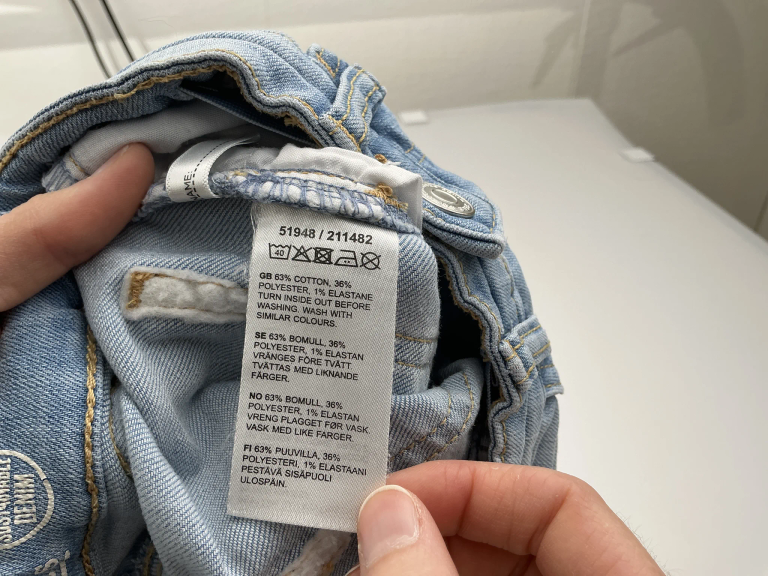 AME:
51948 / 211482
40
GB 63% COTTON, 36%
POLYESTER, 1% ELASTANE
TURN INSIDE OUT BEFORE
WASHING. WASH WITH
SIMILAR COLOURS.
SE 63% BOMULL, 36%
POLYESTER, 1% ELASTAN
VRÄNGES FÖRE TVÄTT.
TVÄTTAS MED LIKNANDE
FÄRGER.
NO 63% BOMULL, 36%
POLYESTER, 1% ELASTAN
VRENG PLAGGET FØR VASK.
VASK MED LIKE FARGER.
FI 63% PUUVILLA, 36%
POLYESTERI, 1% ELASTAANI
PESTÄVÄ SISÄPUOLI
ULOSPÄIN.
DENIM